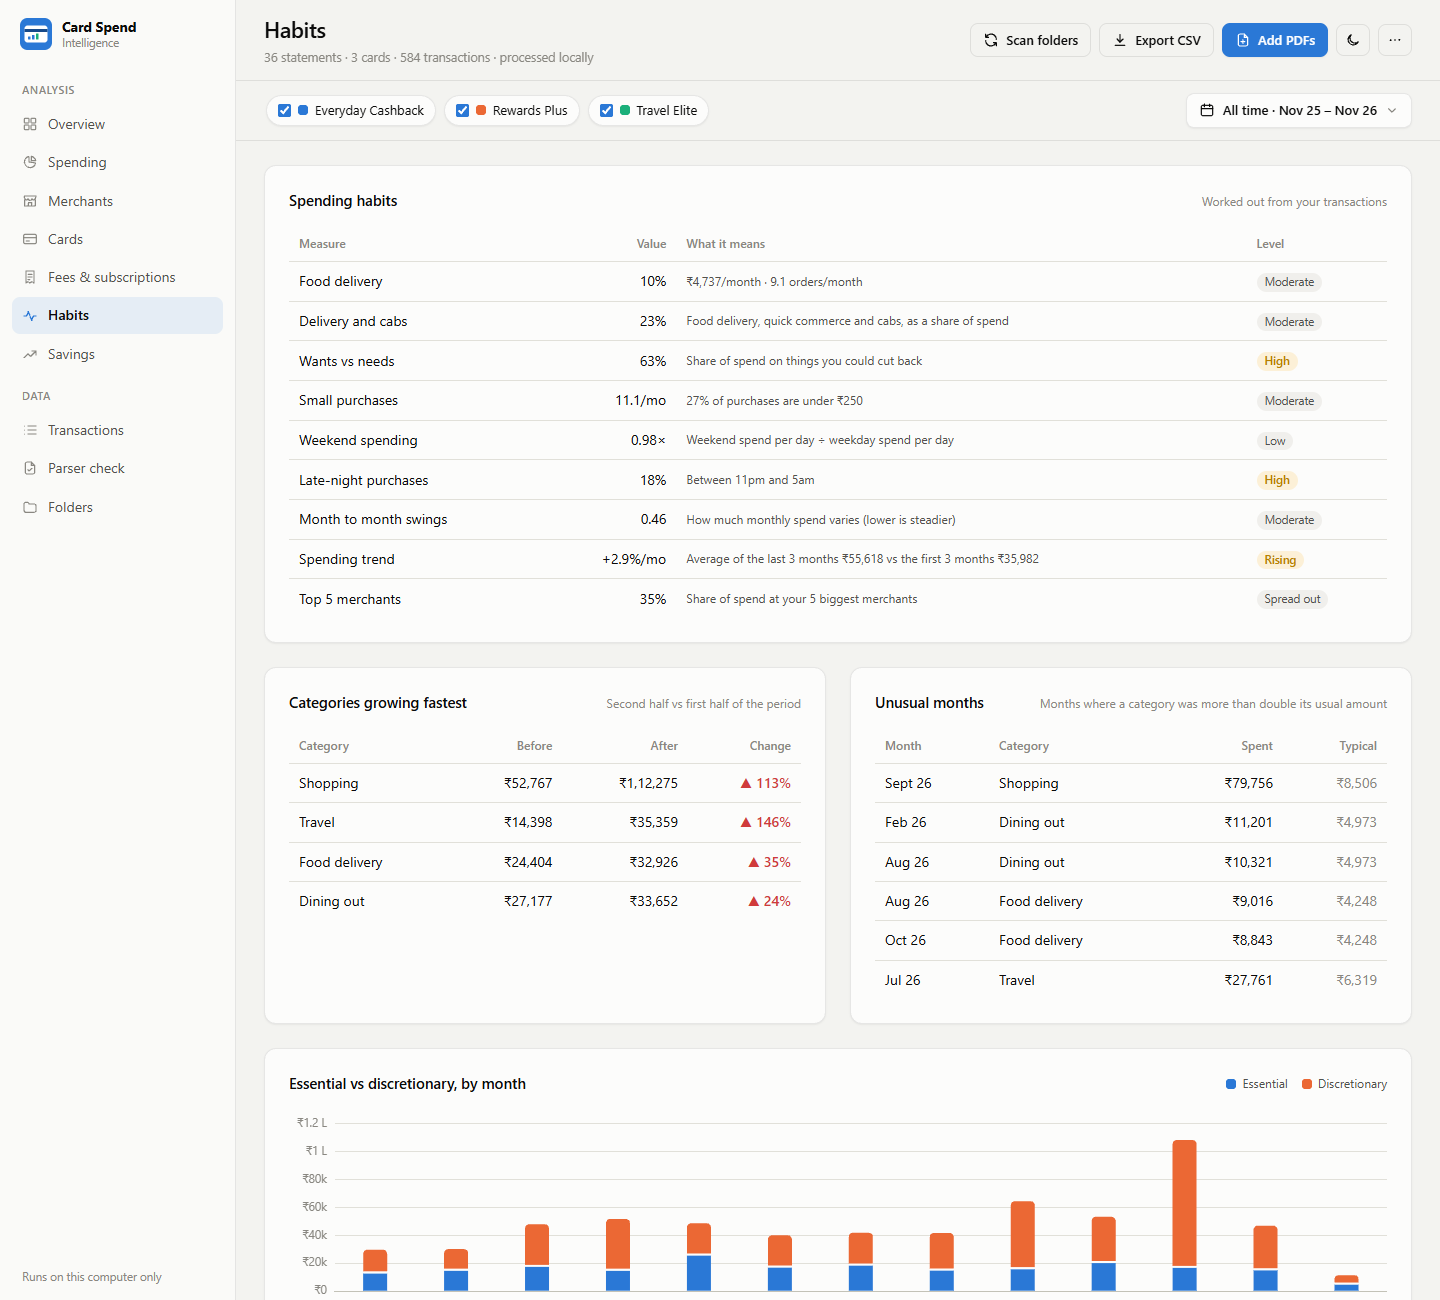 Card Spend
Intelligence
ANALYSIS
Overview
Spending
Merchants
Cards
Fees & subscriptions
Habits
Savings
DATA
Transactions
Parser check
Folders
Runs on this computer only
Habits
36 statements · 3 cards · 584 transactions · processed locally
Scan folders
Export CSV
Add PDFs
Everyday Cashback
Rewards Plus
Travel Elite
All time · Nov 25 – Nov 26
Spending habits
Worked out from your transactions
Measure Value What it means Level
Food delivery 10% ₹4,737/month · 9.1 orders/month Moderate
Delivery and cabs 23% Food delivery, quick commerce and cabs, as a share of spend Moderate
Wants vs needs 63% Share of spend on things you could cut back High
Small purchases 11.1/mo 27% of purchases are under ₹250 Moderate
Weekend spending 0.98× Weekend spend per day ÷ weekday spend per day Low
Late-night purchases 18% Between 11pm and 5am High
Month to month swings 0.46 How much monthly spend varies (lower is steadier) Moderate
Spending trend +2.9%/mo Average of the last 3 months ₹55,618 vs the first 3 months ₹35,982 Rising
Top 5 merchants 35% Share of spend at your 5 biggest merchants Spread out
Categories growing fastest
Second half vs first half of the period
Category Before After Change
Shopping ₹52,767 ₹1,12,275 ▲ 113%
Travel ₹14,398 ₹35,359 ▲ 146%
Food delivery ₹24,404 ₹32,926 ▲ 35%
Dining out ₹27,177 ₹33,652 ▲ 24%
Unusual months
Months where a category was more than double its usual amount
Month Category Spent Typical
Sept 26 Shopping ₹79,756 ₹8,506
Feb 26 Dining out ₹11,201 ₹4,973
Aug 26 Dining out ₹10,321 ₹4,973
Aug 26 Food delivery ₹9,016 ₹4,248
Oct 26 Food delivery ₹8,843 ₹4,248
Jul 26 Travel ₹27,761 ₹6,319
Essential vs discretionary, by month
Essential Discretionary
₹1.2 L
₹1 L
₹80k
₹60k
₹40k
₹20k
₹0